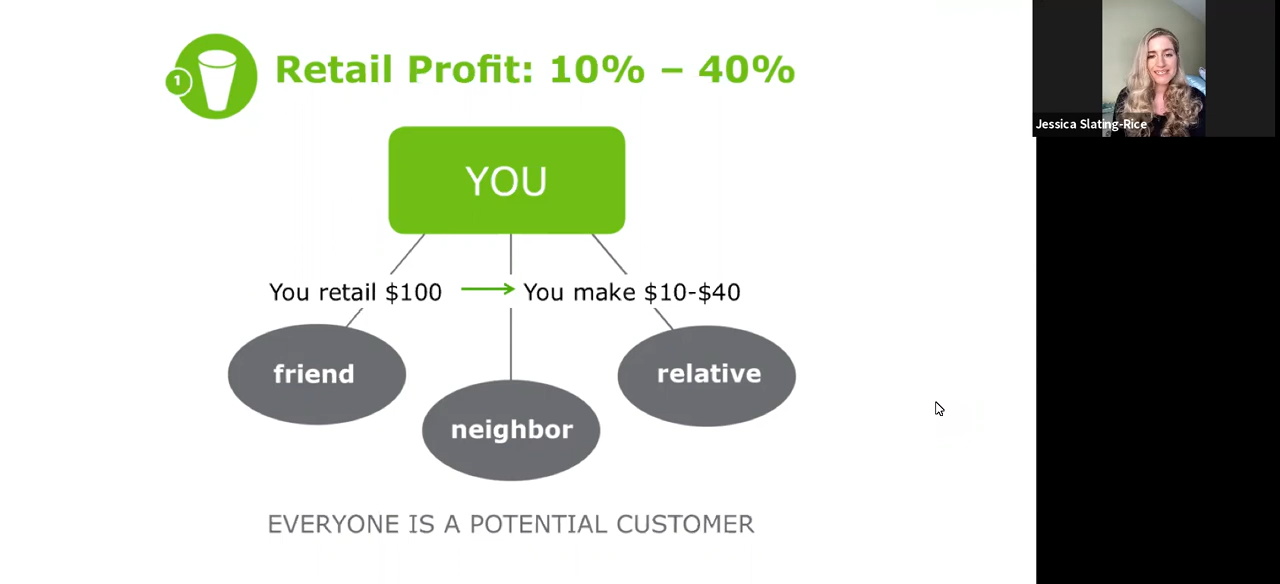 1
Retail Profit: 10% – 40%
YOU
You retail $100
You make $10-$40
friend
neighbor
relative
EVERYONE IS A POTENTIAL CUSTOMER
Jessica Slating-Rice